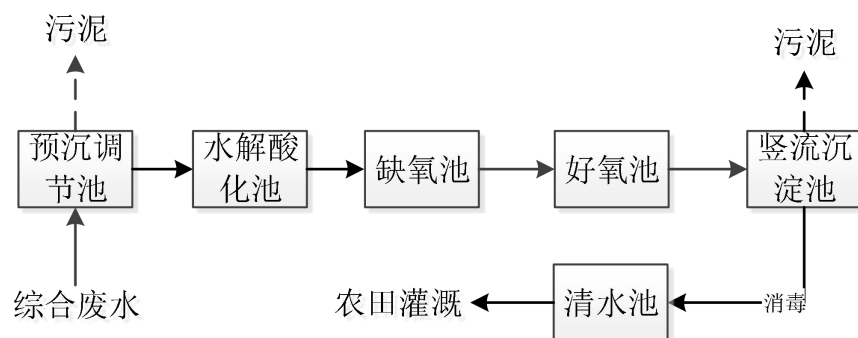 污泥
污泥
预沉调
节池
水解酸
化池
缺氧池
好氧池
竖流沉
淀池
综合废水
农田灌溉
清水池
消毒